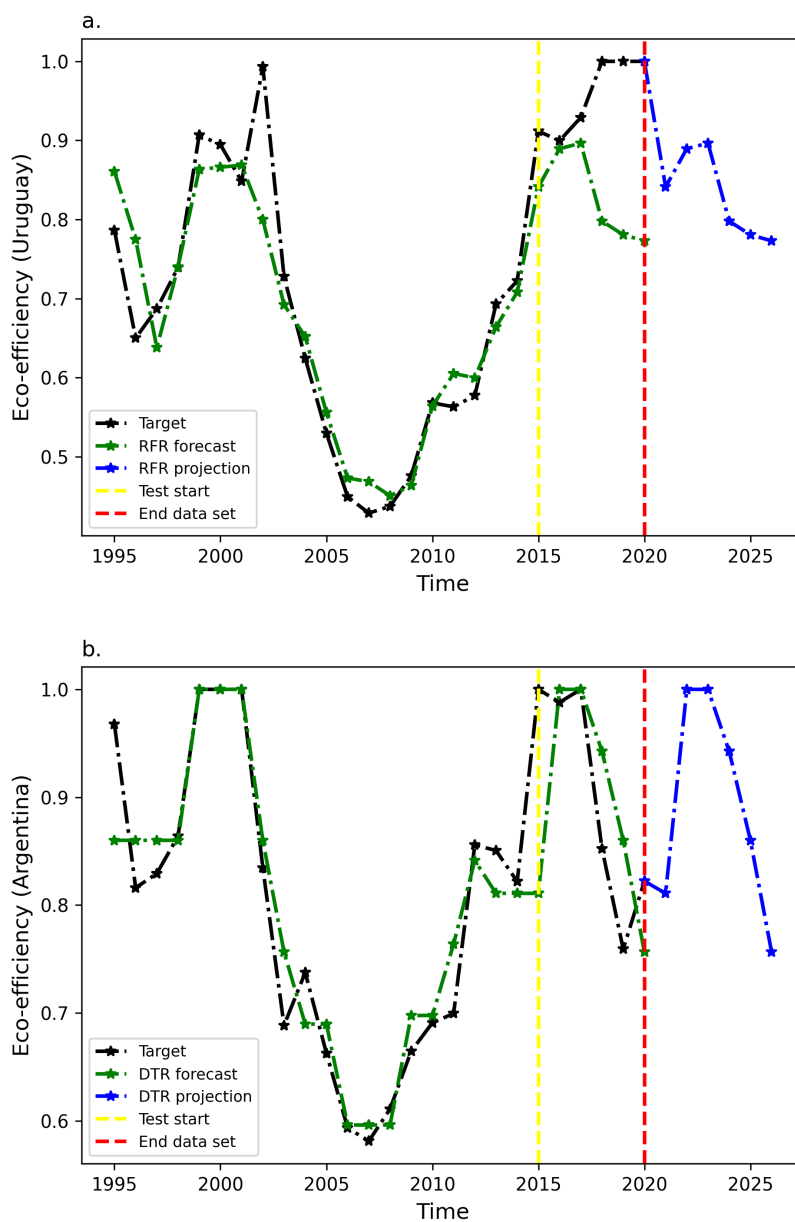 a.
Eco-efficiency (Uruguay)
1.0
0.9
0.8
0.7
0.6
0.5
Target
RFR forecast
RFR projection
Test start
End data set
1995 2000 2005 2010 2015 2020 2025
Time
b.
Eco-efficiency (Argentina)
1.0
0.9
0.8
0.7
0.6
Target
DTR forecast
DTR projection
Test start
End data set
1995 2000 2005 2010 2015 2020 2025
Time